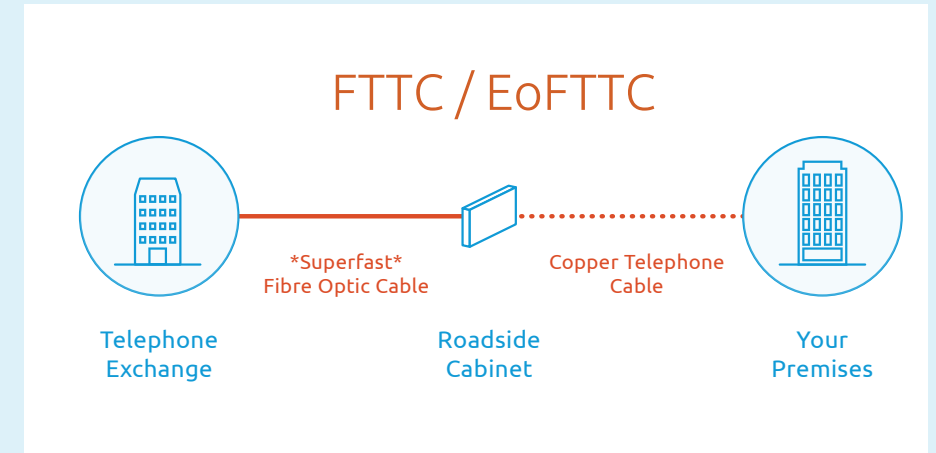 FTTC / EoFTTC
*Superfast*
Fibre Optic Cable
Copper Telephone
Cable
Telephone
Exchange
Roadside
Cabinet
Your
Premises